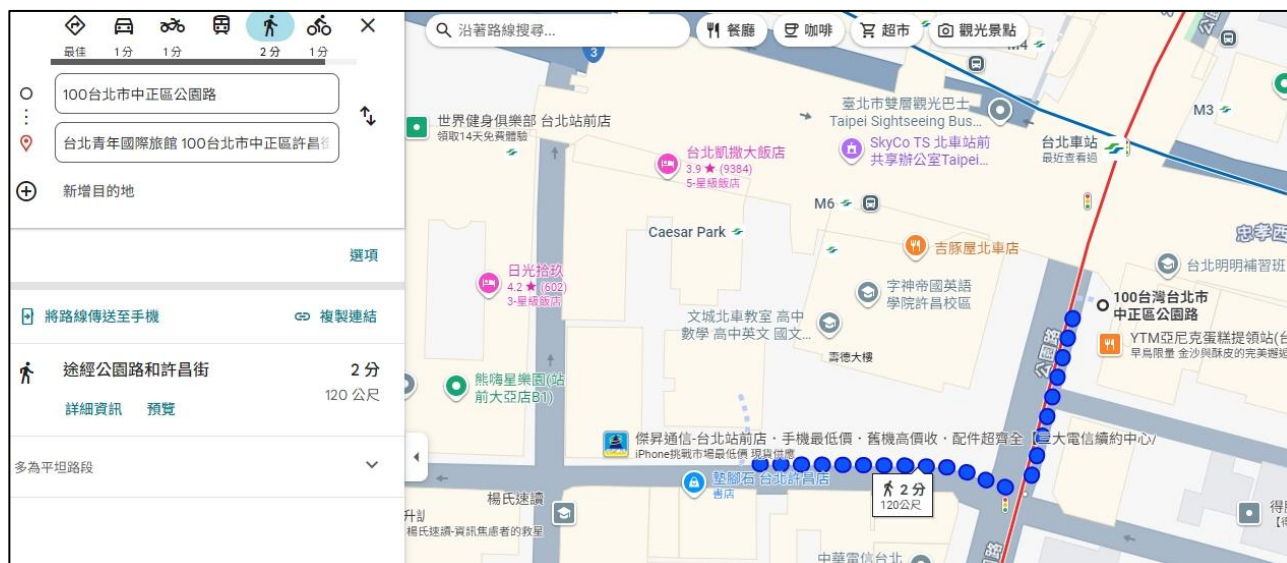 最佳
1分
1分
2分
1分
100台北市中正區公園路
台北青年國際旅館 100台北市中正區許昌街
新增目的地
選項
將路線傳送至手機
複製連結
途經公園路和許昌街
2分
120 公尺
詳細資訊
預覽
多為平坦路段
沿著路線搜尋...
餐廳
咖啡
超市
觀光景點
3
公園路
M4
M3
世界健身俱樂部 台北站前店
領取14天免費體驗
臺北市雙層觀光巴士
Taipei Sightseeing Bus...
台北車站
最近查看過
台北凱撒大飯店
3.9 ★ (9384)
5-星級飯店
SkyCo TS 北車站前
共享辦公室Taipei...
M6
Caesar Park
吉豚屋北車店
忠孝西
台北明明補習班
日光拾玖
4.2 ★ (602)
3-星級飯店
字神帝國英語
學院許昌校區
100台灣台北市
中正區公園路
文城北車教室 高中
數學 高中英文 國文...
公園路
YTM亞尼克蛋糕提領站(台
早鳥限量 金沙與酥皮的完美邂逅
壽德大樓
熊嗨星樂園(站
前大亞店B1)
傑昇通信-台北站前店・手機最低價・舊機高價收・配件超齊全【三大電信續約中心/
iPhone挑戰市場最低價 現貨供應
墊腳石 台北許昌店
書店
2分
120公尺
楊氏速讀
楊氏速讀-資訊焦慮者的救星
中華電信台北
園路